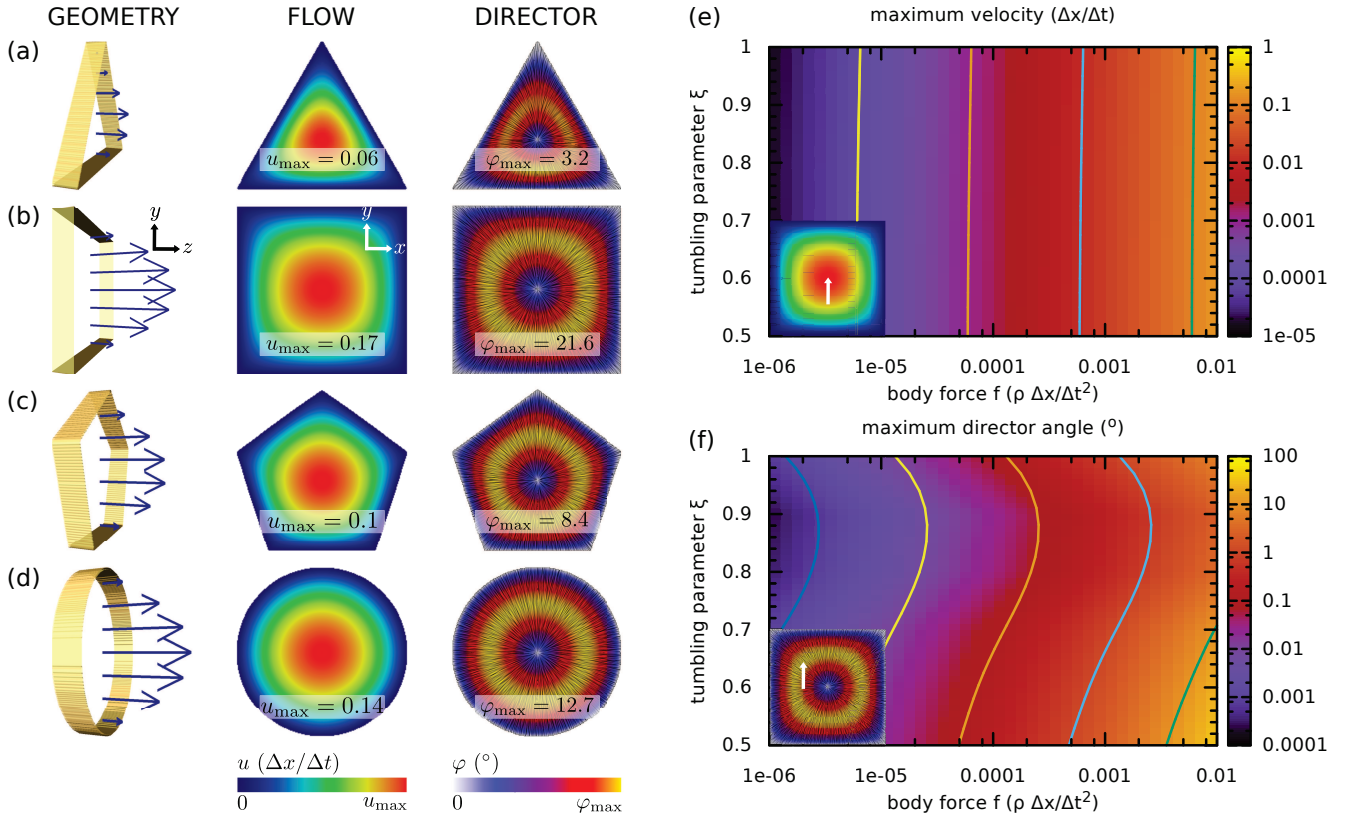 GEOMETRY FLOW DIRECTOR
(a)
u_max = 0.06
φ_max = 3.2
(b)
y
z
y
x
u_max = 0.17
φ_max = 21.6
(c)
u_max = 0.1
φ_max = 8.4
(d)
u_max = 0.14
φ_max = 12.7
u (Δx/Δt)
0 u_max
φ (°)
0 φ_max
(e)
maximum velocity (Δx/Δt)
tumbling parameter ξ
1
0.9
0.8
0.7
0.6
0.5
1e-06 1e-05 0.0001 0.001 0.01
body force f (ρ Δx/Δt²)
1
0.1
0.01
0.001
0.0001
1e-05
(f)
maximum director angle (°)
tumbling parameter ξ
1
0.9
0.8
0.7
0.6
0.5
1e-06 1e-05 0.0001 0.001 0.01
body force f (ρ Δx/Δt²)
100
10
1
0.1
0.01
0.001
0.0001